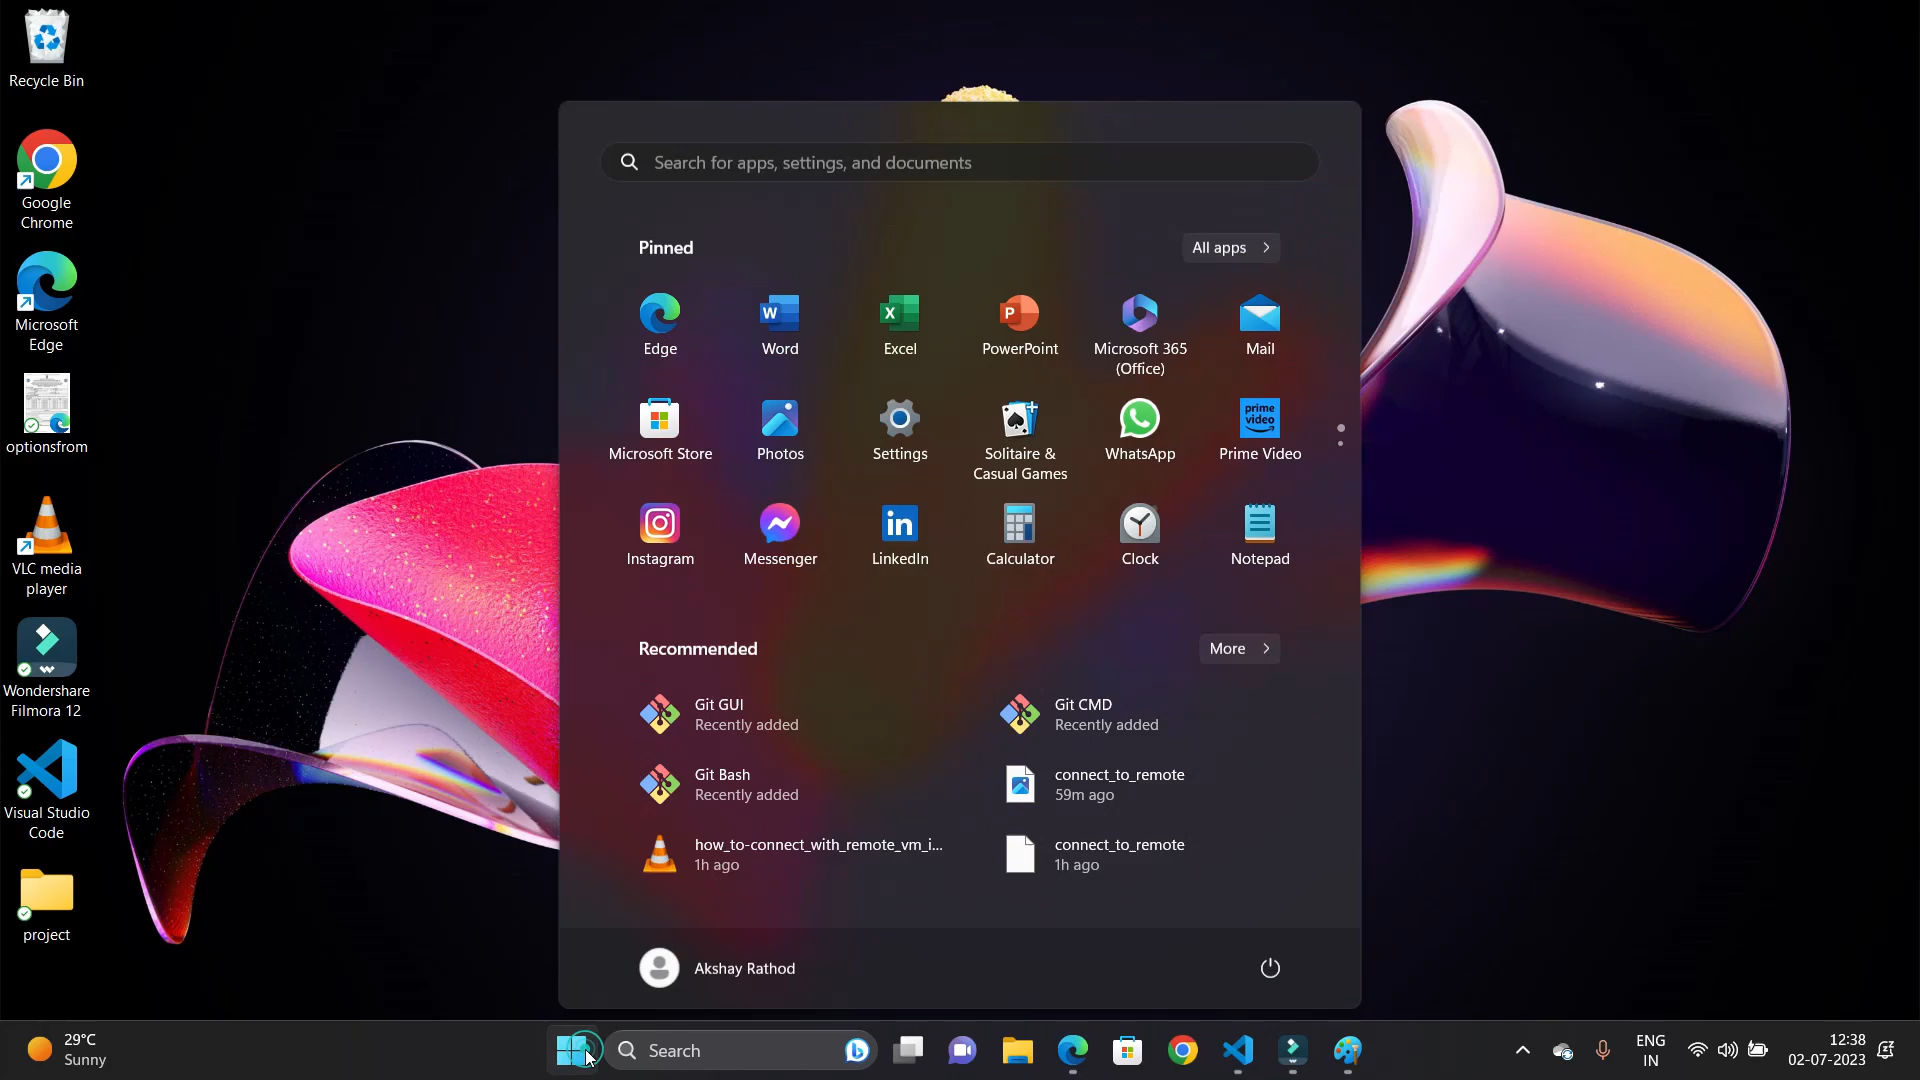 Recycle Bin
Google
Chrome
Microsoft
Edge
optionsfrom
VLC media
player
Wondershare
Filmora 12
Visual Studio
Code
project
Search for apps, settings, and documents
Pinned
All apps
Edge
Word
Excel
PowerPoint
Microsoft 365
(Office)
Mail
Microsoft Store
Photos
Settings
Solitaire &
Casual Games
WhatsApp
prime
video
Prime Video
Instagram
Messenger
LinkedIn
Calculator
Clock
Notepad
Recommended
More
Git GUI
Recently added
Git CMD
Recently added
Git Bash
Recently added
connect_to_remote
59m ago
how_to-connect_with_remote_vm_i...
1h ago
connect_to_remote
1h ago
Akshay Rathod
29°C
Sunny
Search
ENG
IN
12:38
02-07-2023